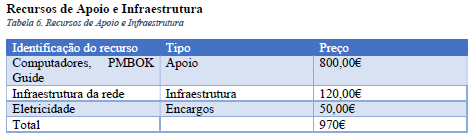 Recursos de Apoio e Infraestrutura
Tabela 6. Recursos de Apoio e Infraestrutura
Identificação do recurso Tipo Preço
Computadores, PMBOK Apoio 800,00€
Guide
Infraestrutura da rede Infraestrutura 120,00€
Eletricidade Encargos 50,00€
Total 970€